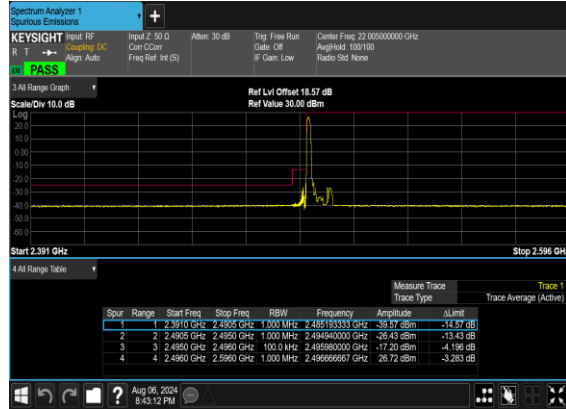 Spectrum Analyzer 1
Spurious Emissions
+
KEYSIGHT Input: RF Input Z: 50 Ω Atten: 30 dB Trig: Free Run Center Freq: 22.005000000 GHz
R T Coupling: DC Corr CCorr Gate: Off Avg|Hold: 100/100
Align: Auto Freq Ref: Int (S) IF Gain: Low Radio Std: None
PASS
3 All Range Graph
Ref Lvl Offset 18.57 dB
Scale/Div 10.0 dB Ref Value 30.00 dBm
Log
20.0
10.0
0.00
-10.0
-20.0
-30.0
-40.0
-50.0
-60.0
Start 2.391 GHz Stop 2.596 GHz
4 All Range Table
Measure Trace Trace 1
Trace Type Trace Average (Active)
Spur Range Start Freq Stop Freq RBW Frequency Amplitude ΔLimit
1 1 2.3910 GHz 2.4905 GHz 1.000 MHz 2.485193333 GHz -39.57 dBm -14.57 dB
2 2 2.4905 GHz 2.4950 GHz 1.000 MHz 2.494940000 GHz -26.43 dBm -13.43 dB
3 3 2.4950 GHz 2.4960 GHz 100.0 kHz 2.495980000 GHz -17.20 dBm -4.196 dB
4 4 2.4960 GHz 2.5960 GHz 1.000 MHz 2.496666667 GHz 26.72 dBm -3.283 dB
? Aug 06, 2024
8:43:12 PM